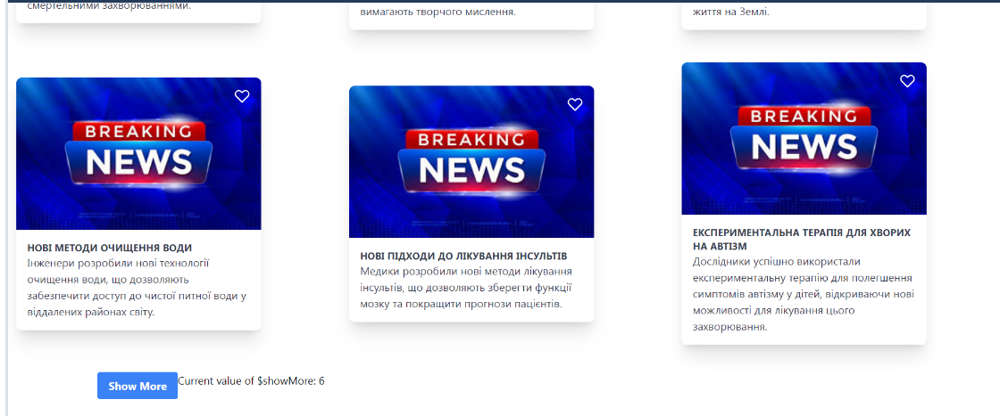 смертельними захворюваннями.
вимагають творчого мислення.
життя на Землі.
BREAKING
NEWS
НОВІ МЕТОДИ ОЧИЩЕННЯ ВОДИ
Інженери розробили нові технології
очищення води, що дозволяють
забезпечити доступ до чистої питної води у
віддалених районах світу.
BREAKING
NEWS
НОВІ ПІДХОДИ ДО ЛІКУВАННЯ ІНСУЛЬТІВ
Медики розробили нові методи лікування
інсультів, що дозволяють зберегти функції
мозку та покращити прогнози пацієнтів.
BREAKING
NEWS
ЕКСПЕРИМЕНТАЛЬНА ТЕРАПІЯ ДЛЯ ХВОРИХ
НА АВТІЗМ
Дослідники успішно використали
експериментальну терапію для полегшення
симптомів автізму у дітей, відкриваючи нові
можливості для лікування цього
захворювання.
Show More
Current value of $showMore: 6